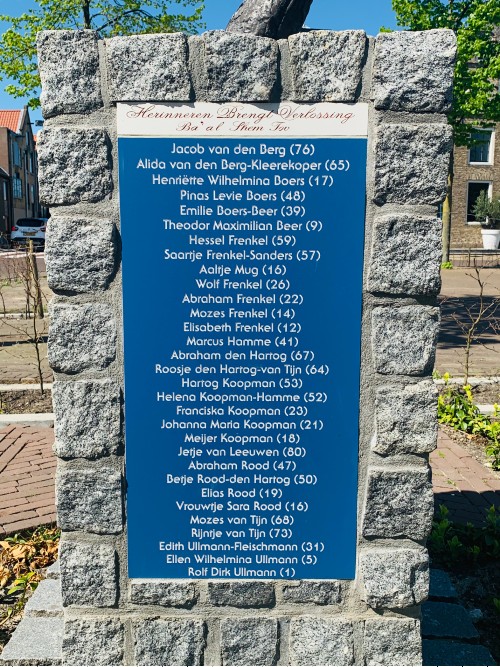 Herinneren Brengt Verlossing
Ba`al Shem Tov
Jacob van den Berg (76)
Alida van den Berg-Kleerekoper (65)
Henriëtte Wilhelmina Boers (17)
Pinas Levie Boers (48)
Emilie Boers-Beer (39)
Theodor Maximilian Beer (9)
Hessel Frenkel (59)
Saartje Frenkel-Sanders (57)
Aaltje Mug (16)
Wolf Frenkel (26)
Abraham Frenkel (22)
Mozes Frenkel (14)
Elisabeth Frenkel (12)
Marcus Hamme (41)
Abraham den Hartog (67)
Roosje den Hartog-van Tijn (64)
Hartog Koopman (53)
Helena Koopman-Hamme (52)
Franciska Koopman (23)
Johanna Maria Koopman (21)
Meijer Koopman (18)
Jetje van Leeuwen (80)
Abraham Rood (47)
Betje Rood-den Hartog (50)
Elias Rood (19)
Vrouwtje Sara Rood (16)
Mozes van Tijn (68)
Rijntje van Tijn (73)
Edith Ullmann-Fleischmann (31)
Ellen Wilhelmina Ullmann (5)
Rolf Dirk Ullmann (1)